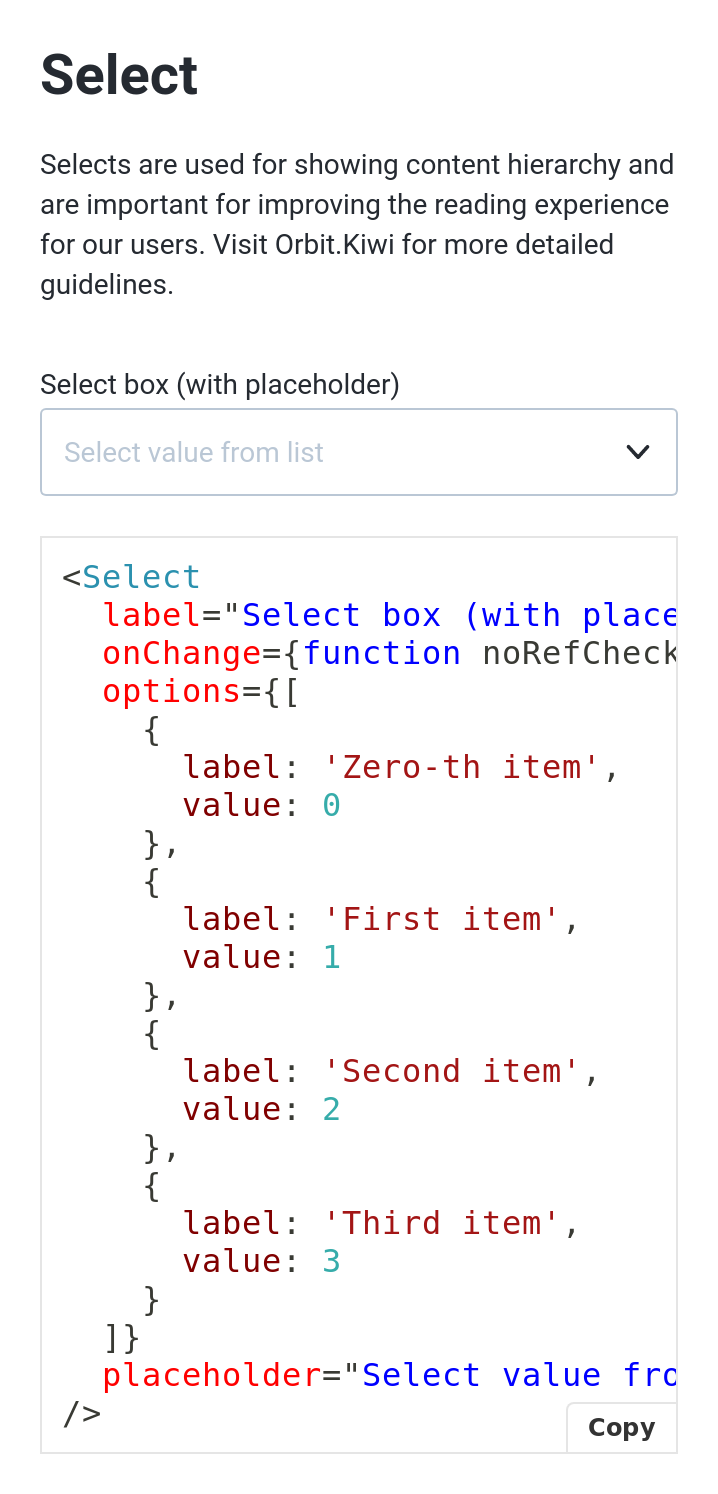 Select
Selects are used for showing content hierarchy and
are important for improving the reading experience
for our users. Visit Orbit.Kiwi for more detailed
guidelines.
Select box (with placeholder)
Select value from list
<Select
  label="Select box (with place
  onChange={function noRefCheck
  options={[
    {
      label: 'Zero-th item',
      value: 0
    },
    {
      label: 'First item',
      value: 1
    },
    {
      label: 'Second item',
      value: 2
    },
    {
      label: 'Third item',
      value: 3
    }
  ]}
  placeholder="Select value fro
/>
Copy